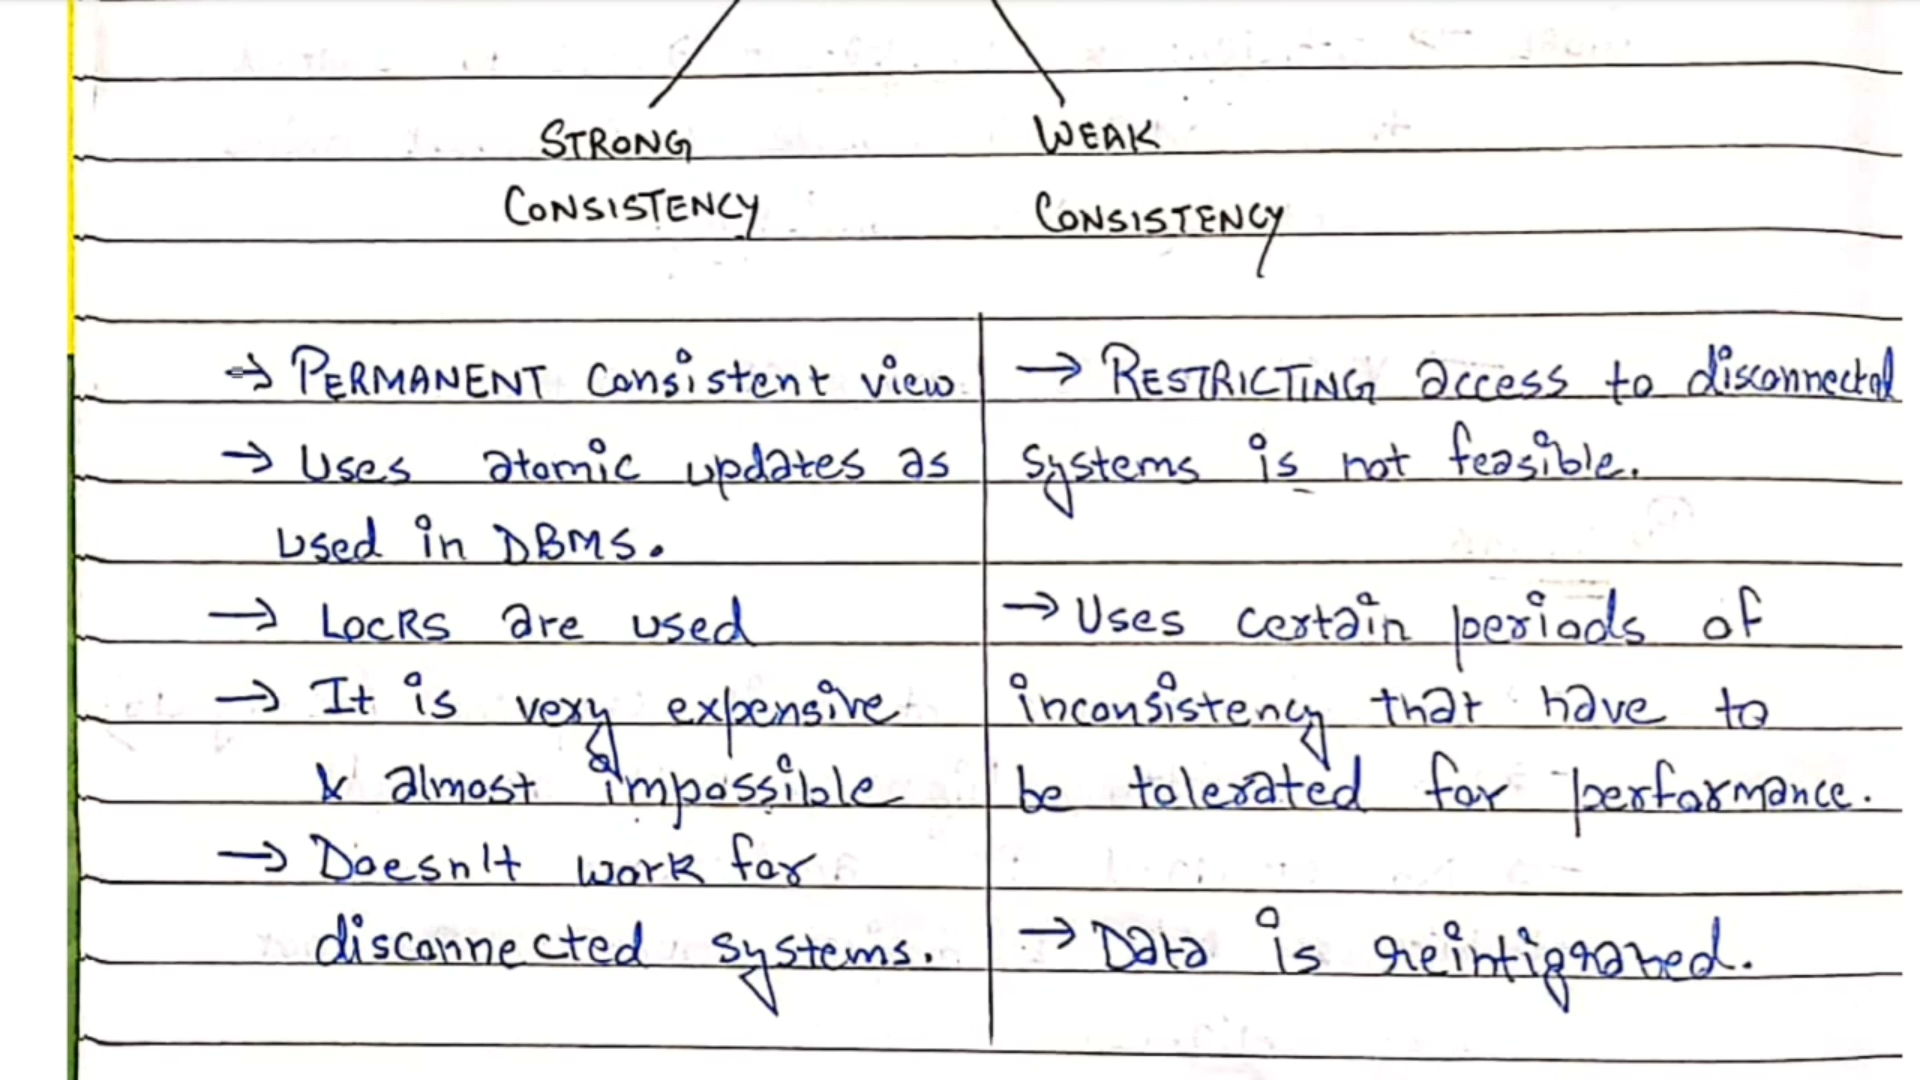 STRONG WEAK
CONSISTENCY CONSISTENCY
→ PERMANENT consistent view
→ Uses atomic updates as
used in DBMS.
→ LOCKS are used
→ It is very expensive
& almost impossible
→ Doesn't work for
disconnected systems.
→ RESTRICTING access to disconnected
systems is not feasible.
→ Uses certain periods of
inconsistency that have to
be tolerated for performance.
→ Data is reintigrated.